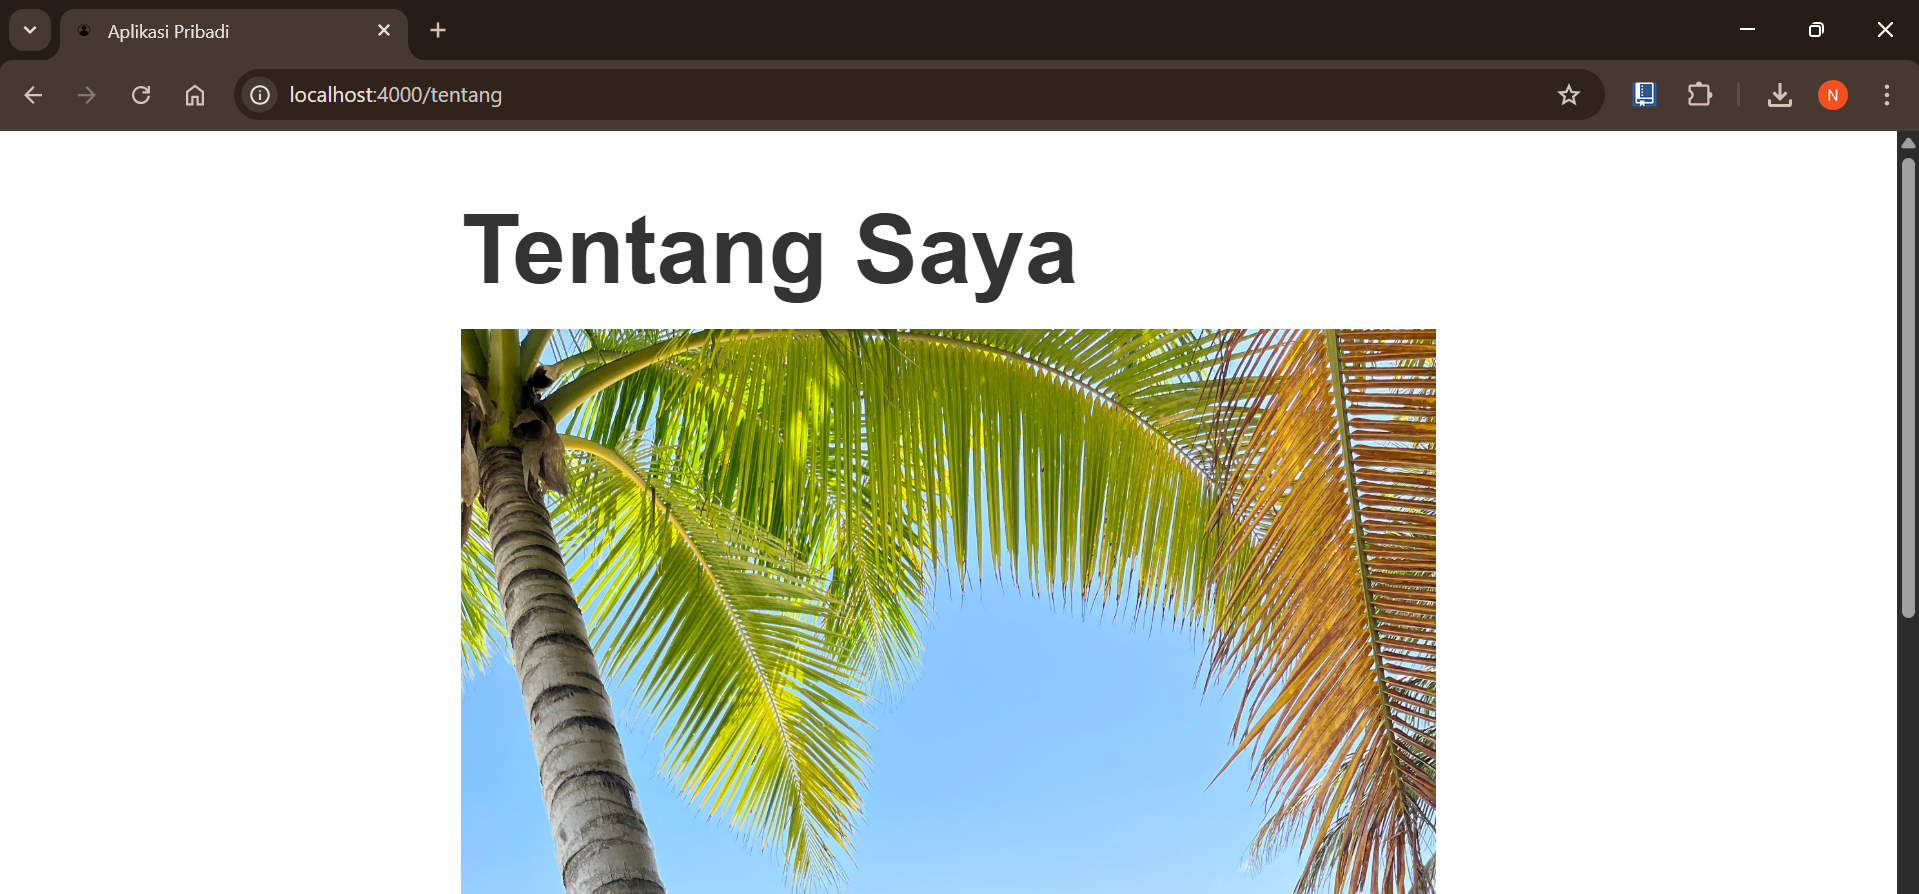 Aplikasi Pribadi
localhost:4000/tentang
N
Tentang Saya